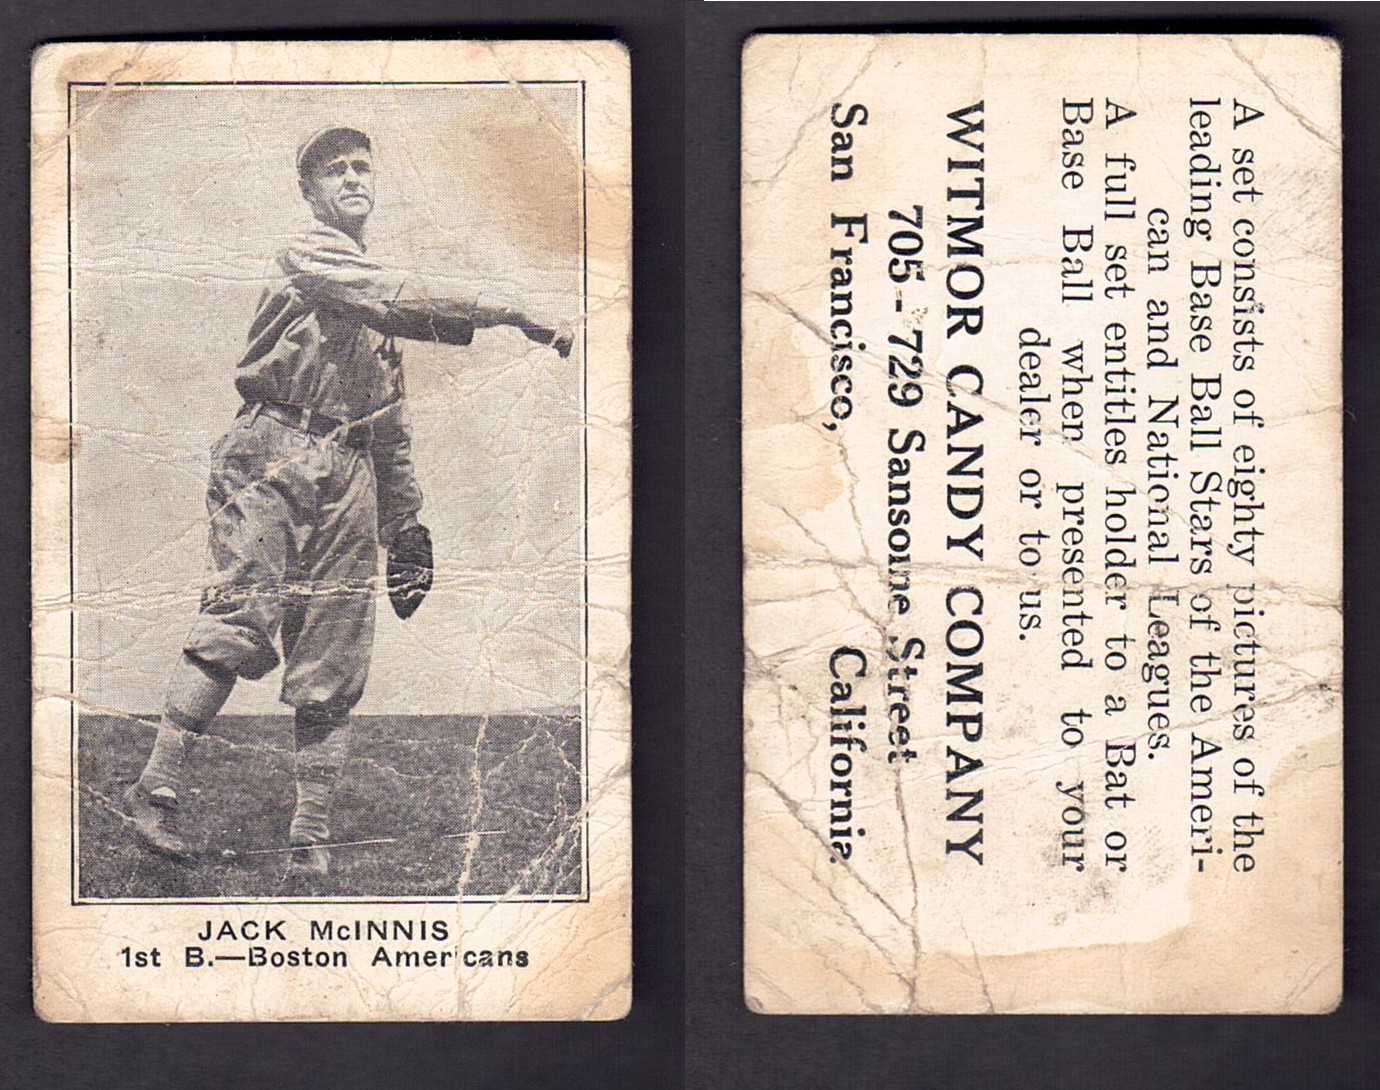 JACK McINNIS
1st B.—Boston Americans
A set consists of eighty pictures of the
leading Base Ball Stars of the Ameri-
can and National Leagues.
A full set entitles holder to a Bat or
Base Ball when presented to your
dealer or to us.
WITMOR CANDY COMPANY
705-729 Sansome Street
San Francisco, California.